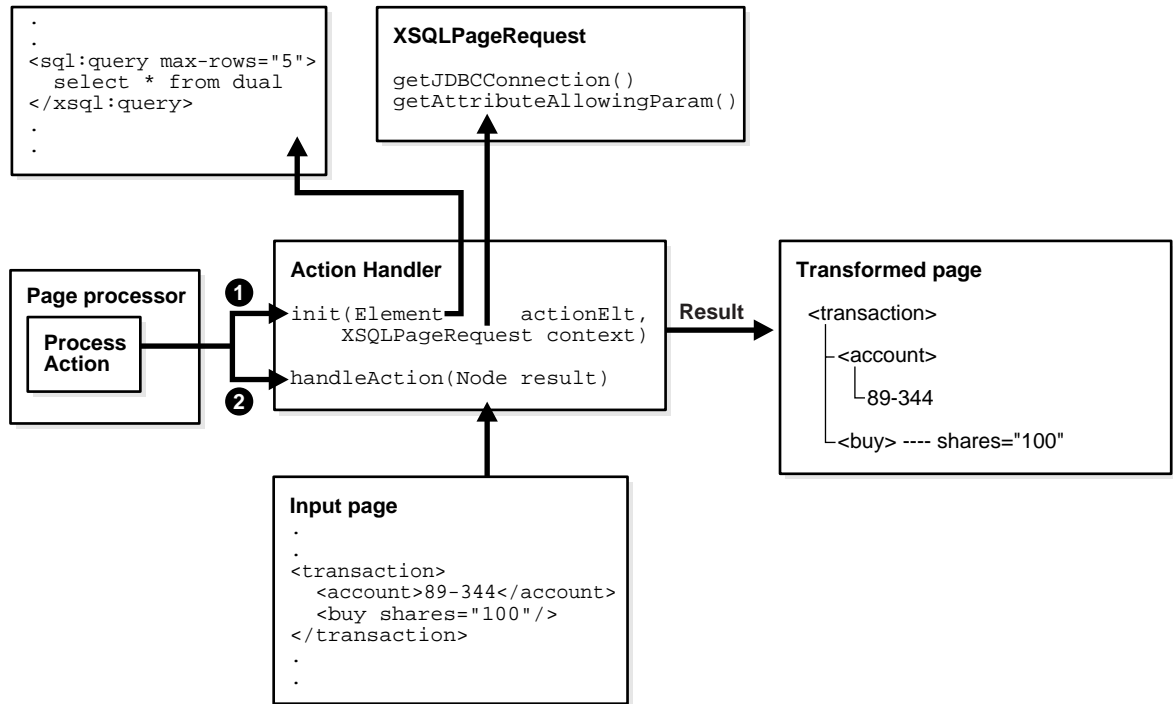 .
.
<sql:query max-rows="5">
select * from dual
</xsql:query>
.
.
XSQLPageRequest
getJDBCConnection()
getAttributeAllowingParam()
Page processor
Process
Action
1
2
Action Handler
init(Element actionElt,
XSQLPageRequest context)
handleAction(Node result)
Result
Transformed page
<transaction>
<account>
89-344
<buy> ---- shares="100"
Input page
.
.
<transaction>
<account>89-344</account>
<buy shares="100"/>
</transaction>
.
.